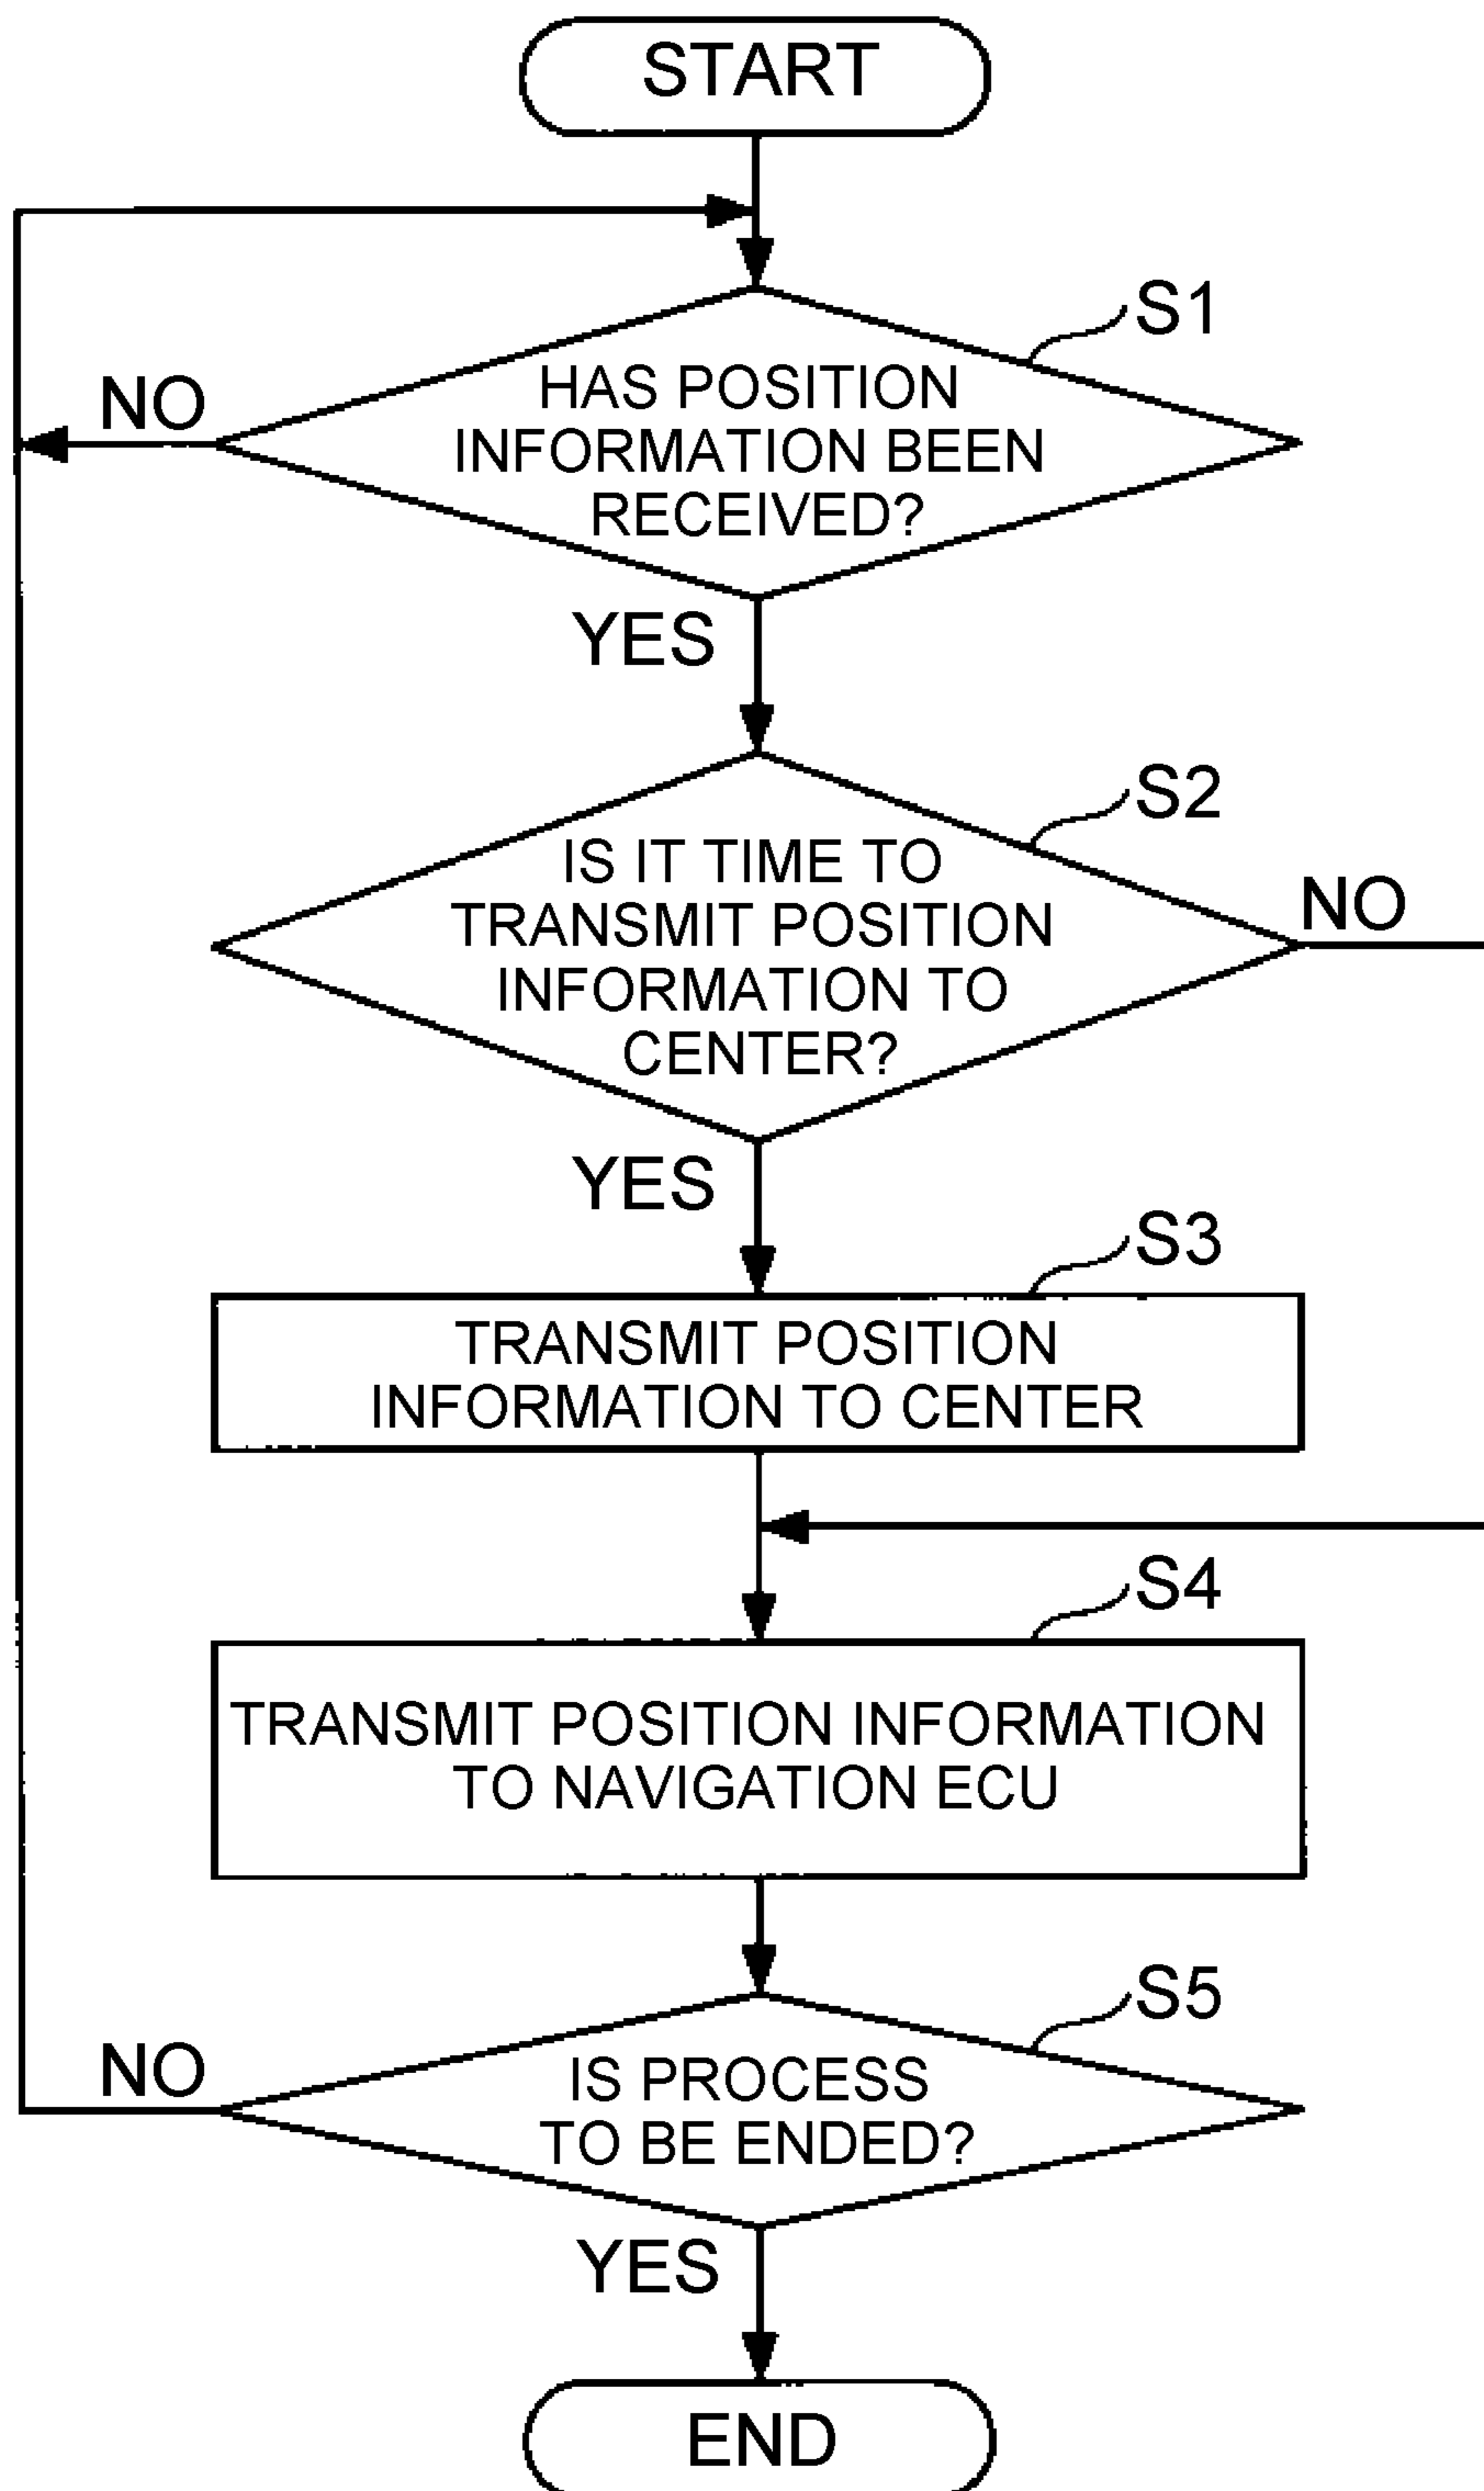 START
S1
HAS POSITION
INFORMATION BEEN
RECEIVED?
NO
YES
S2
IS IT TIME TO
TRANSMIT POSITION
INFORMATION TO
CENTER?
NO
YES
S3
TRANSMIT POSITION
INFORMATION TO CENTER
S4
TRANSMIT POSITION INFORMATION
TO NAVIGATION ECU
S5
IS PROCESS
TO BE ENDED?
NO
YES
END